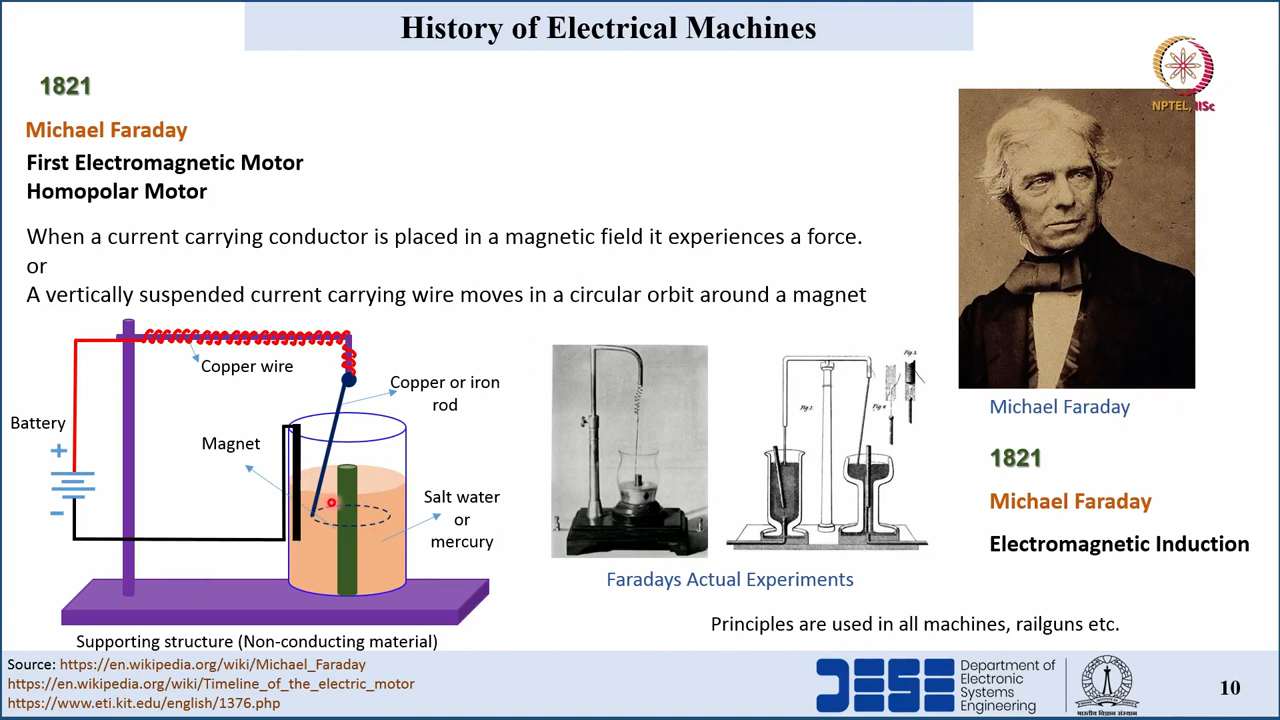 History of Electrical Machines
NPTEL, IISc
1821
Michael Faraday
First Electromagnetic Motor
Homopolar Motor
When a current carrying conductor is placed in a magnetic field it experiences a force.
or
A vertically suspended current carrying wire moves in a circular orbit around a magnet
Copper wire
Copper or iron
rod
Battery
+
-
Magnet
Salt water
or
mercury
Supporting structure (Non-conducting material)
Faradays Actual Experiments
Michael Faraday
1821
Michael Faraday
Electromagnetic Induction
Principles are used in all machines, railguns etc.
Source: https://en.wikipedia.org/wiki/Michael_Faraday
https://en.wikipedia.org/wiki/Timeline_of_the_electric_motor
https://www.eti.kit.edu/english/1376.php
DESE
Department of
Electronic
Systems
Engineering
भारतीय विज्ञान संस्थान
10